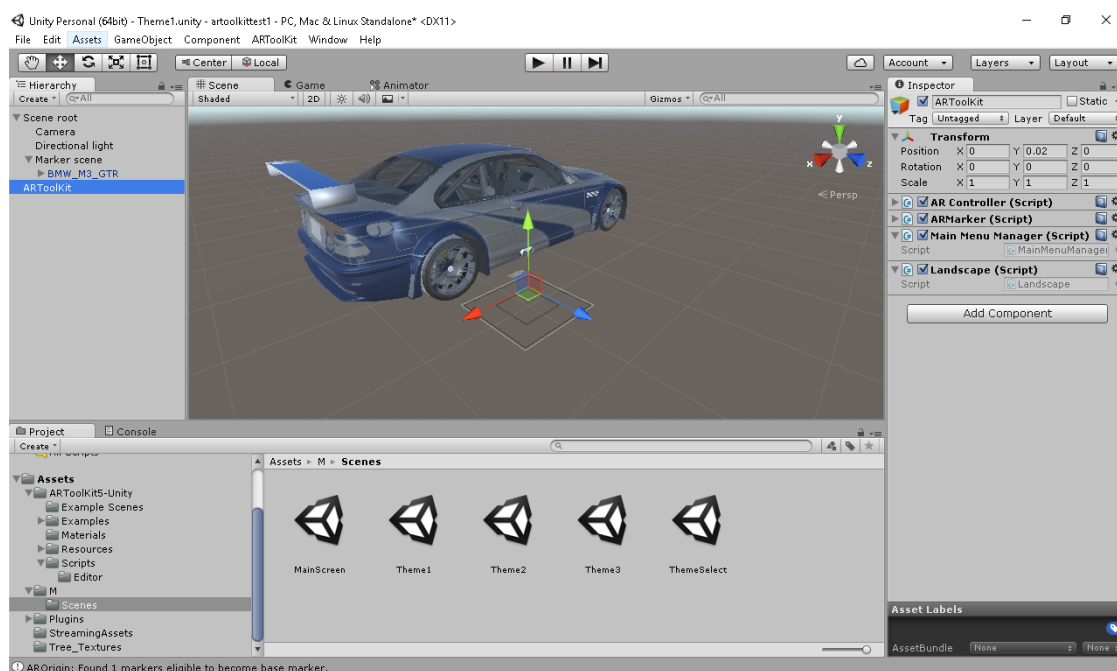 Unity Personal (64bit) - Theme1.unity - artoolkittest1 - PC, Mac & Linux Standalone* <DX11>
File Edit Assets GameObject Component ARToolKit Window Help
Center Local Account Layers Layout
Hierarchy
Create All
Scene root
Camera
Directional light
Marker scene
BMW_M3_GTR
ARToolKit
Scene Game Animator
Shaded 2D Gizmos All
y
x z
Persp
Inspector
ARToolKit Static
Tag Untagged Layer Default
Transform
Position X 0 Y 0.02 Z 0
Rotation X 0 Y 0 Z 0
Scale X 1 Y 1 Z 1
AR Controller (Script)
ARMarker (Script)
Main Menu Manager (Script)
Script MainMenuManager
Landscape (Script)
Script Landscape
Add Component
Project Console
Create
Assets
ARToolKit5-Unity
Example Scenes
Examples
Materials
Resources
Scripts
Editor
M
Scenes
Plugins
StreamingAssets
Tree_Textures
Assets M Scenes
MainScreen Theme1 Theme2 Theme3 ThemeSelect
Asset Labels
AssetBundle None None
AROrigin: Found 1 markers eligible to become base marker.